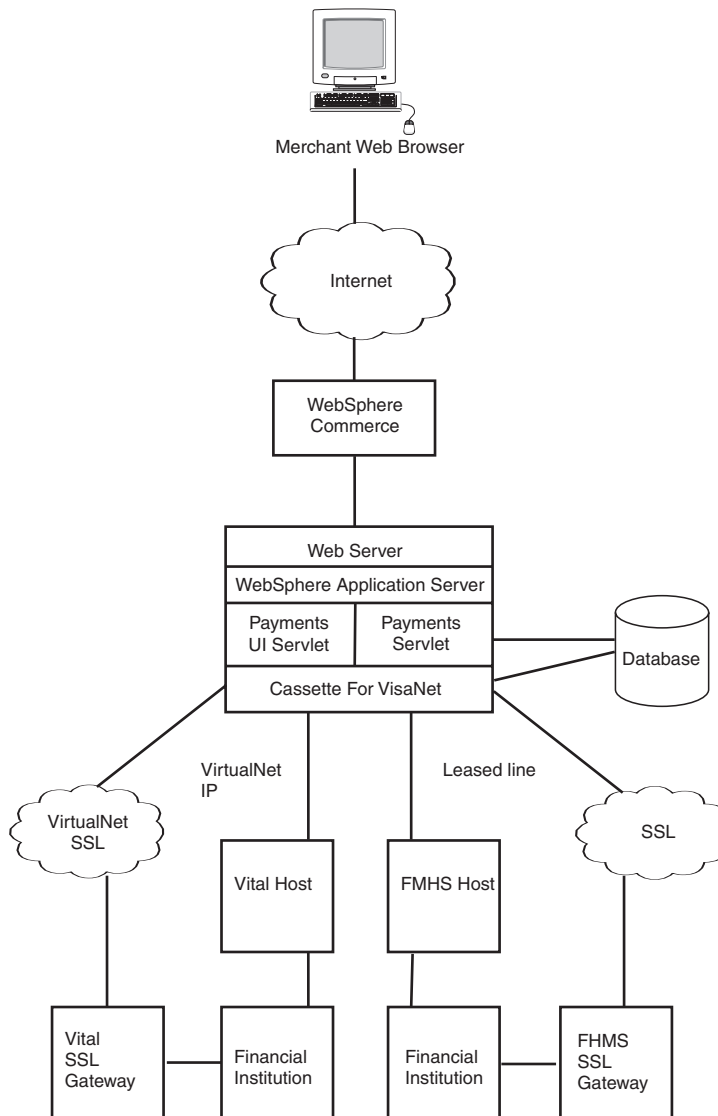 Merchant Web Browser
Internet
WebSphere
Commerce
Web Server
WebSphere Application Server
Payments
UI Servlet
Payments
Servlet
Database
Cassette For VisaNet
VirtualNet
IP
Leased line
VirtualNet
SSL
SSL
Vital Host
FMHS Host
Vital
SSL
Gateway
Financial
Institution
Financial
Institution
FHMS
SSL
Gateway